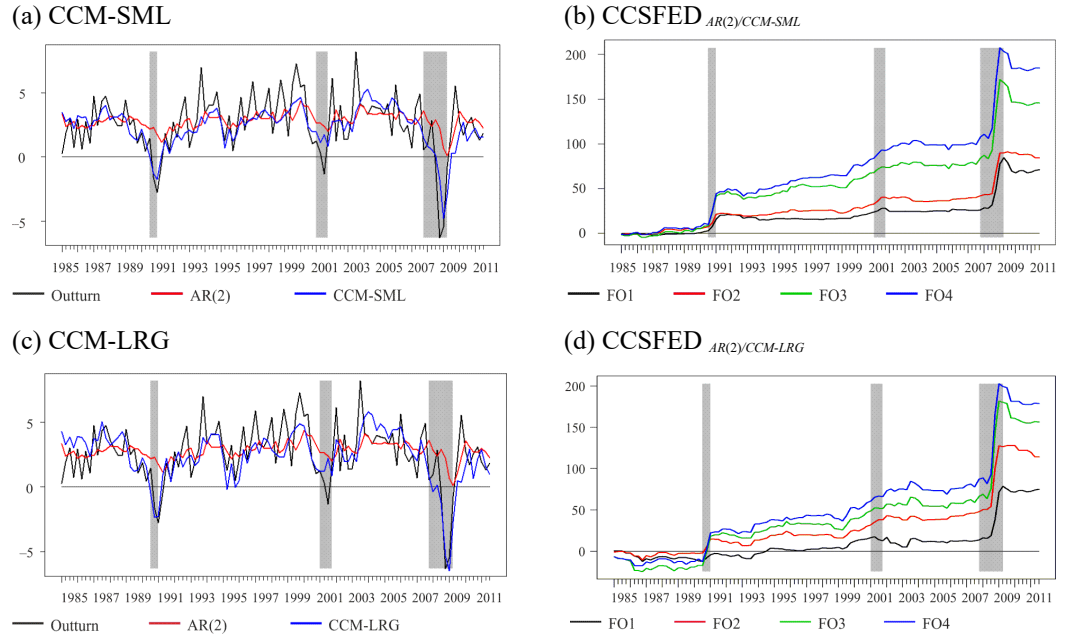 (a) CCM-SML
5
0
−5
1985 1987 1989 1991 1993 1995 1997 1999 2001 2003 2005 2007 2009 2011
Outturn AR(2) CCM-SML
(b) CCSFED AR(2)/CCM-SML
200
150
100
50
0
1985 1987 1989 1991 1993 1995 1997 1999 2001 2003 2005 2007 2009 2011
FO1 FO2 FO3 FO4
(c) CCM-LRG
5
0
−5
1985 1987 1989 1991 1993 1995 1997 1999 2001 2003 2005 2007 2009 2011
Outturn AR(2) CCM-LRG
(d) CCSFED AR(2)/CCM-LRG
200
150
100
50
0
1985 1987 1989 1991 1993 1995 1997 1999 2001 2003 2005 2007 2009 2011
FO1 FO2 FO3 FO4